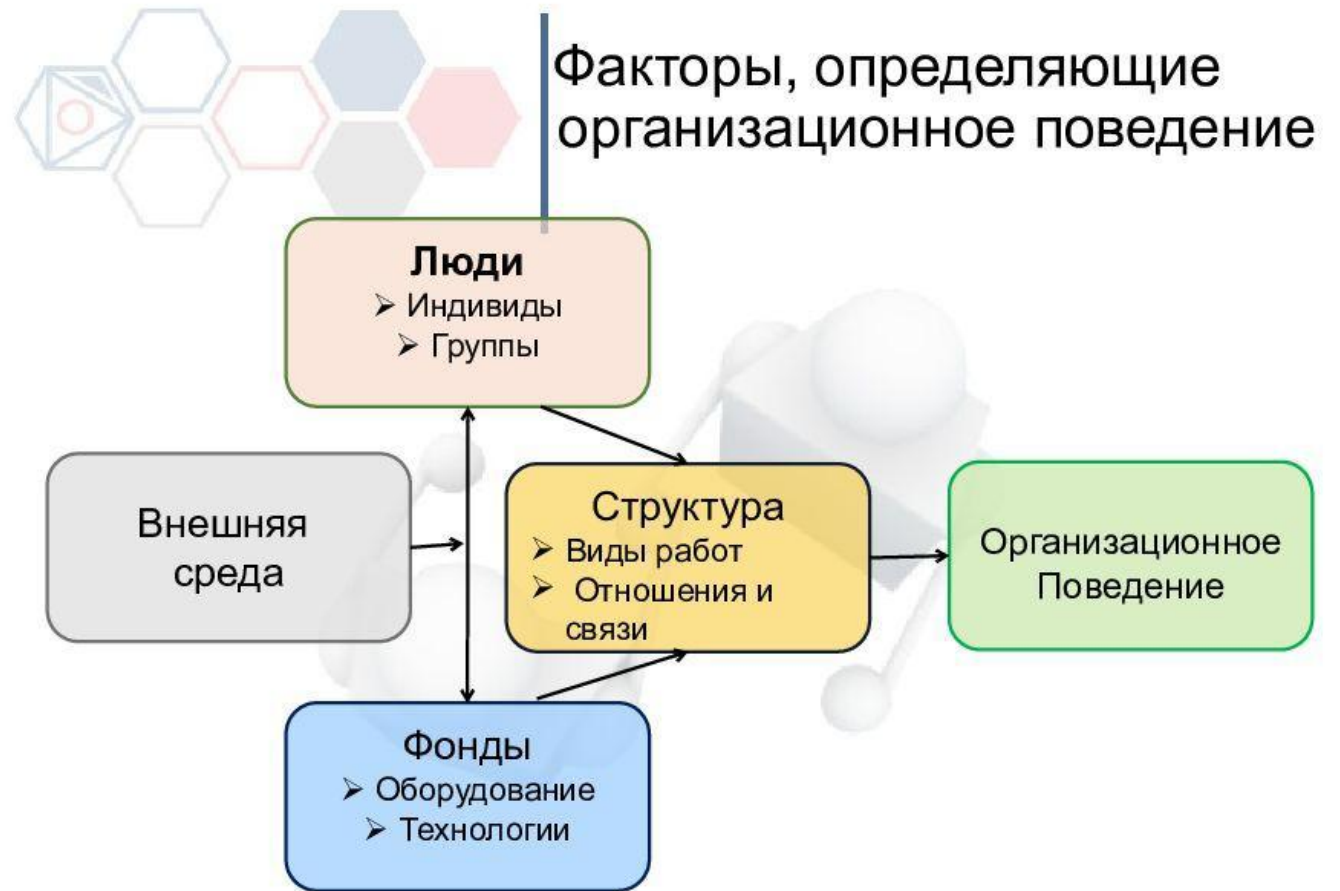 Факторы, определяющие
организационное поведение
Люди
➢ Индивиды
➢ Группы
Внешняя
среда
Структура
➢ Виды работ
➢ Отношения и
связи
Организационное
Поведение
Фонды
➢ Оборудование
➢ Технологии